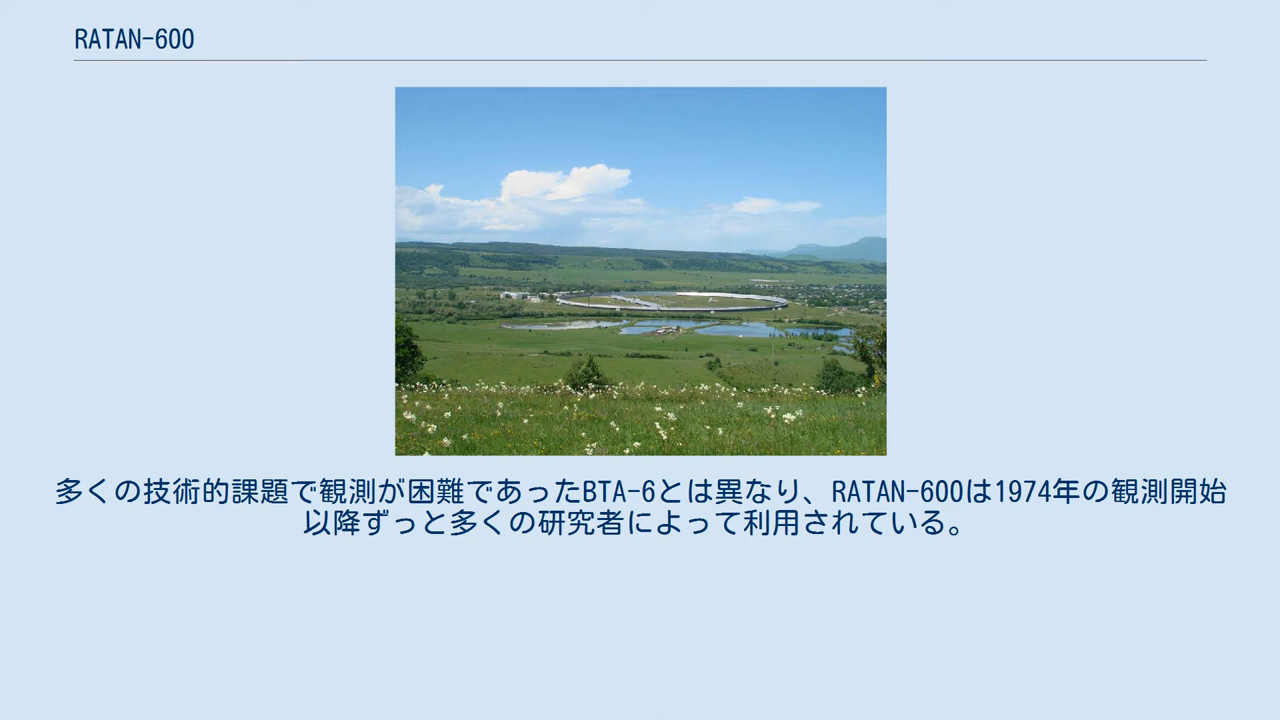 RATAN-600
多くの技術的課題で観測が困難であったBTA-6とは異なり、RATAN-600は1974年の観測開始
以降ずっと多くの研究者によって利用されている。